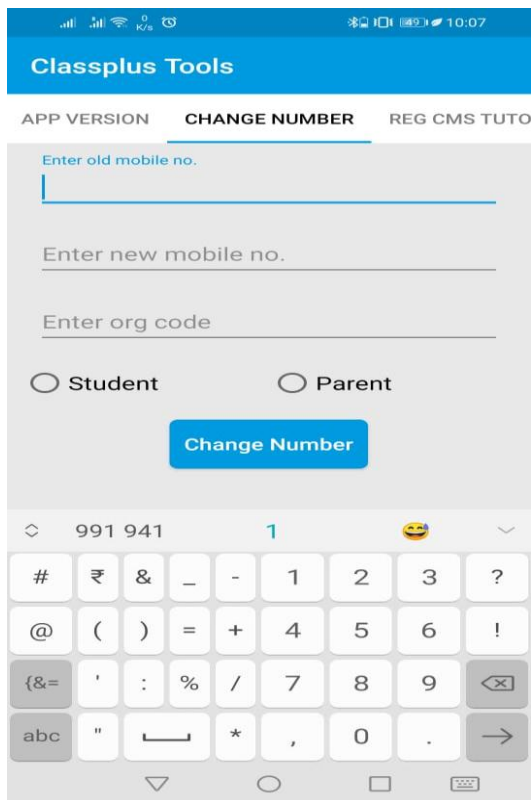 0 K/s 49 10:07
Classplus Tools
APP VERSION CHANGE NUMBER REG CMS TUTO
Enter old mobile no.
Enter new mobile no.
Enter org code
Student Parent
Change Number
991 941 1
# ₹ & _ - 1 2 3 ?
@ ( ) = + 4 5 6 !
{&= ' : % / 7 8 9
abc " * , 0 .